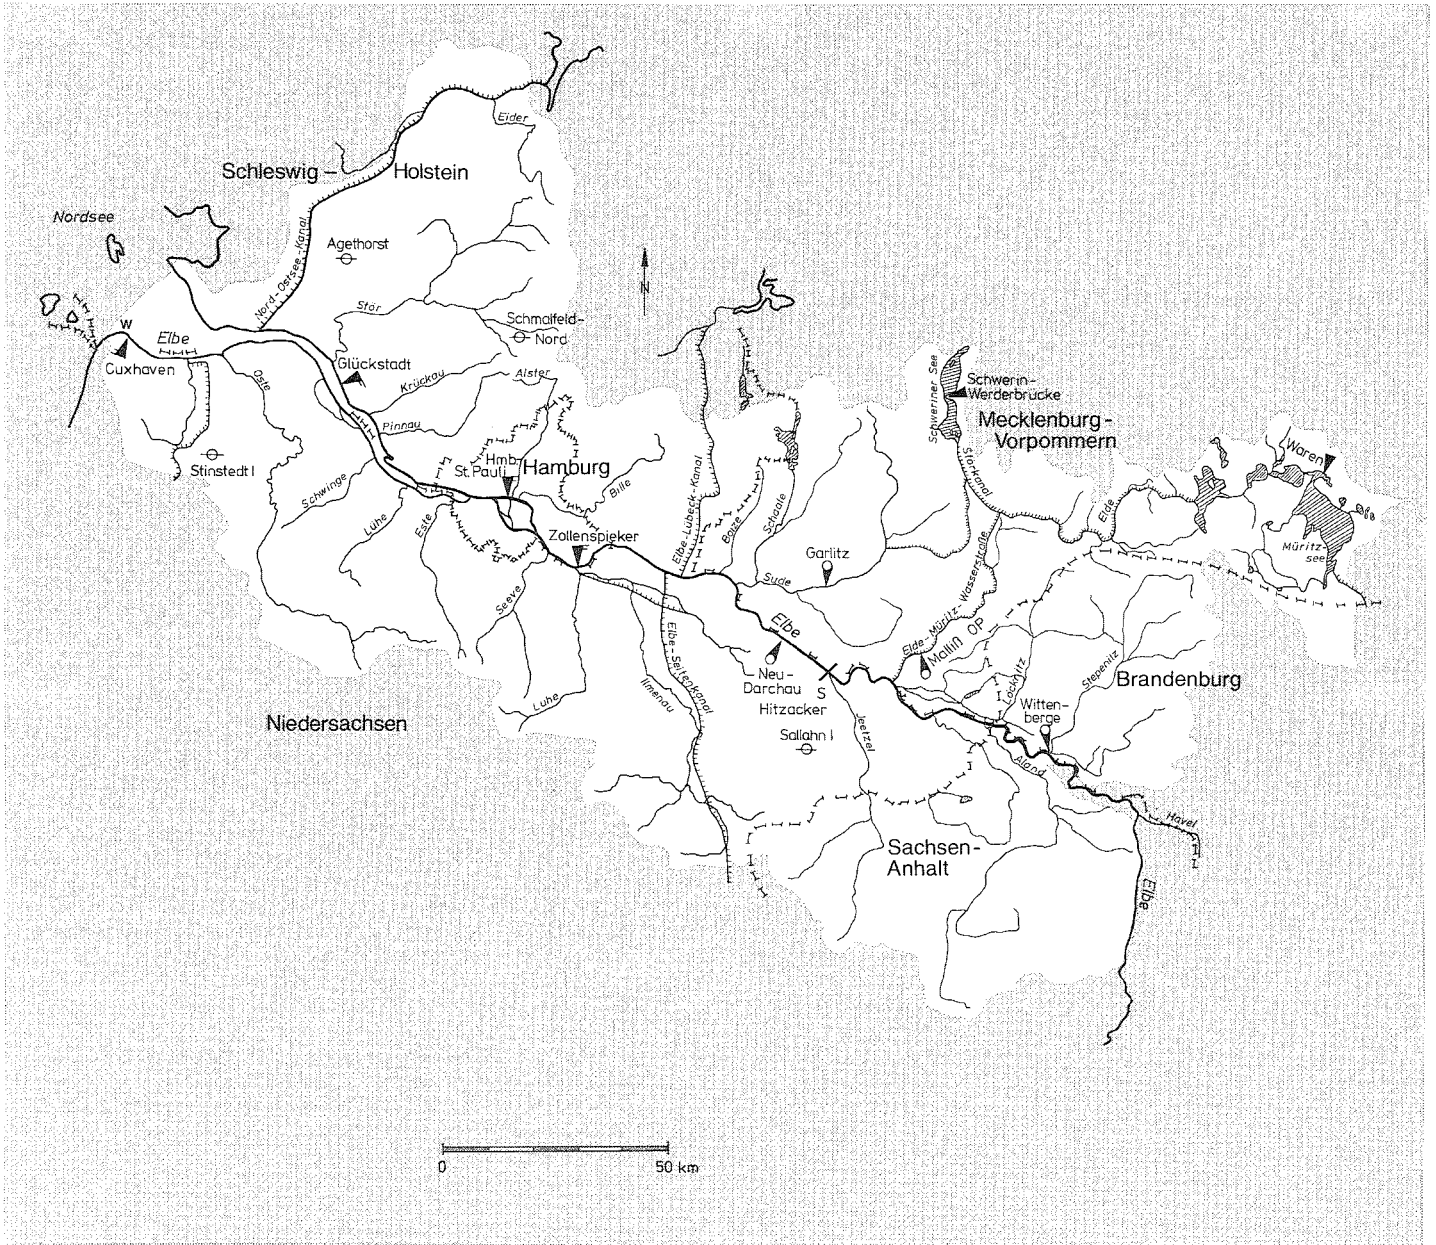 Eider
Schleswig –
Holstein
Nordsee
Nord-Ostsee-Kanal
Agethorst
N
Stör
Schmalfeld-
Nord
W
Elbe
Cuxhaven
Glückstadt
Oste
Krückau
Alster
Pinnau
Schweriner See
Schwerin-
Werderbrücke
Mecklenburg-
Vorpommern
Stinstedt I
Hmb.
St. Pauli
Hamburg
Waren
Störkanal
Schwinge
Lühe
Este
Bille
Elbe-Lübeck-Kanal
Boize
Schaale
Elde
Zollenspieker
Müritz-
see
Garlitz
Sude
Seeve
Elde-Müritz-Wasserstraße
Elbe
Elbe-Seitenkanal
Malliß OP
Löcknitz
Stepenitz
Brandenburg
Neu-
Darchau
Hitzacker
S
Ilmenau
Luhe
Niedersachsen
Witten-
berge
Sallahn I
Jeetzel
Aland
Havel
Sachsen-
Anhalt
Elbe
0
50 km